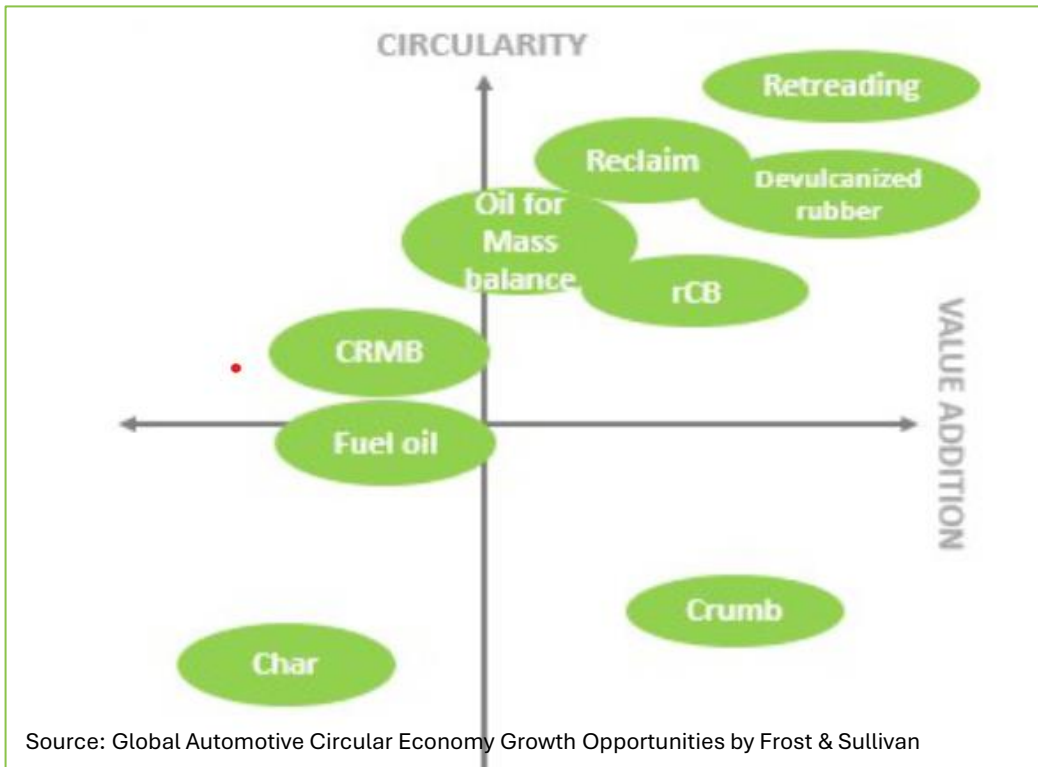 CIRCULARITY
Retreading
Reclaim
Devulcanized
rubber
Oil for
Mass
balance
rCB
CRMB
VALUE ADDITION
Fuel oil
Crumb
Char
Source: Global Automotive Circular Economy Growth Opportunities by Frost & Sullivan